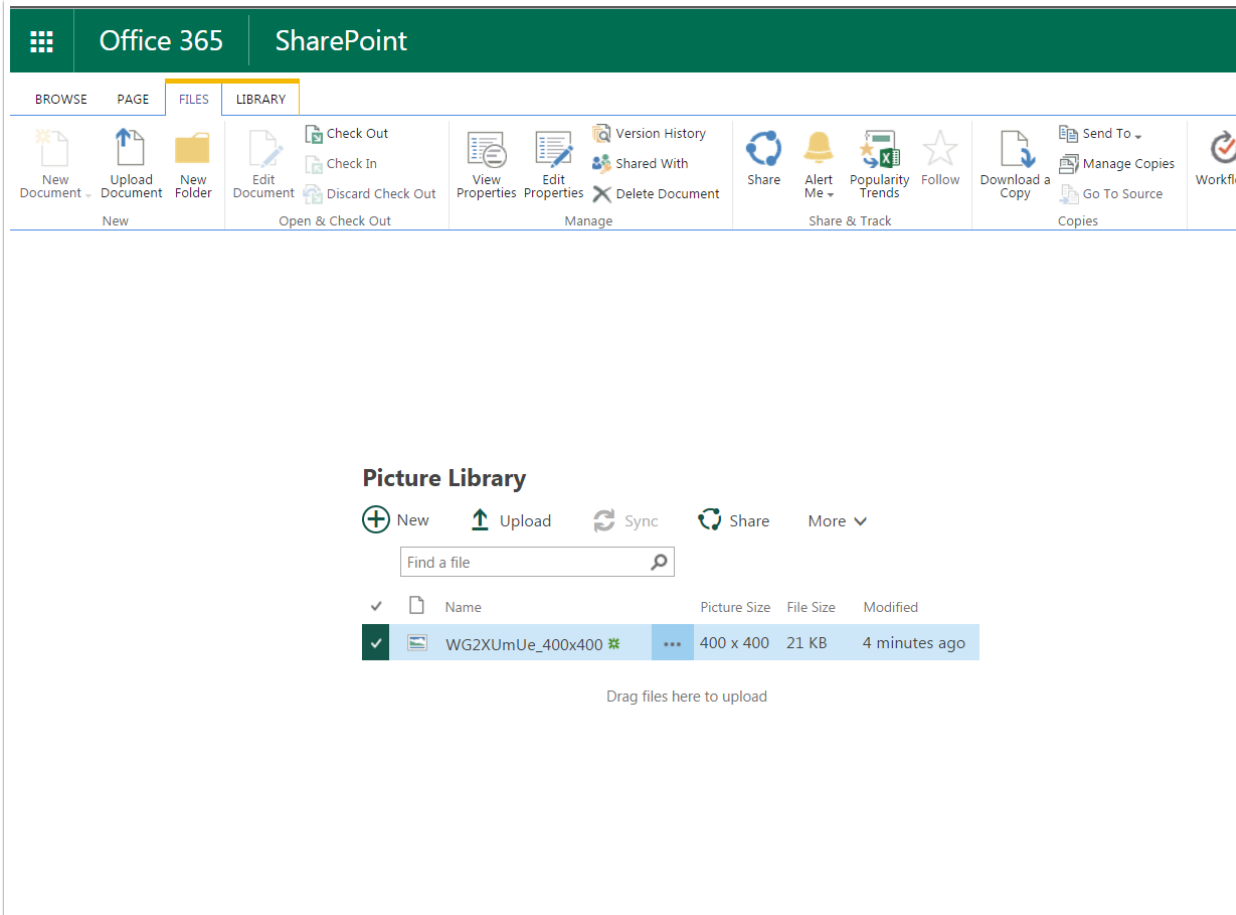 Office 365 SharePoint
BROWSE PAGE FILES LIBRARY
New Document
Upload Document
New Folder
New
Edit Document
Check Out
Check In
Discard Check Out
Open & Check Out
View Properties
Edit Properties
Version History
Shared With
Delete Document
Manage
Share
Alert Me
Popularity Trends
Follow
Share & Track
Download a Copy
Send To
Manage Copies
Go To Source
Copies
Picture Library
New Upload Sync Share More
Find a file
Name Picture Size File Size Modified
WG2XUmUe_400x400 ... 400 x 400 21 KB 4 minutes ago
Drag files here to upload